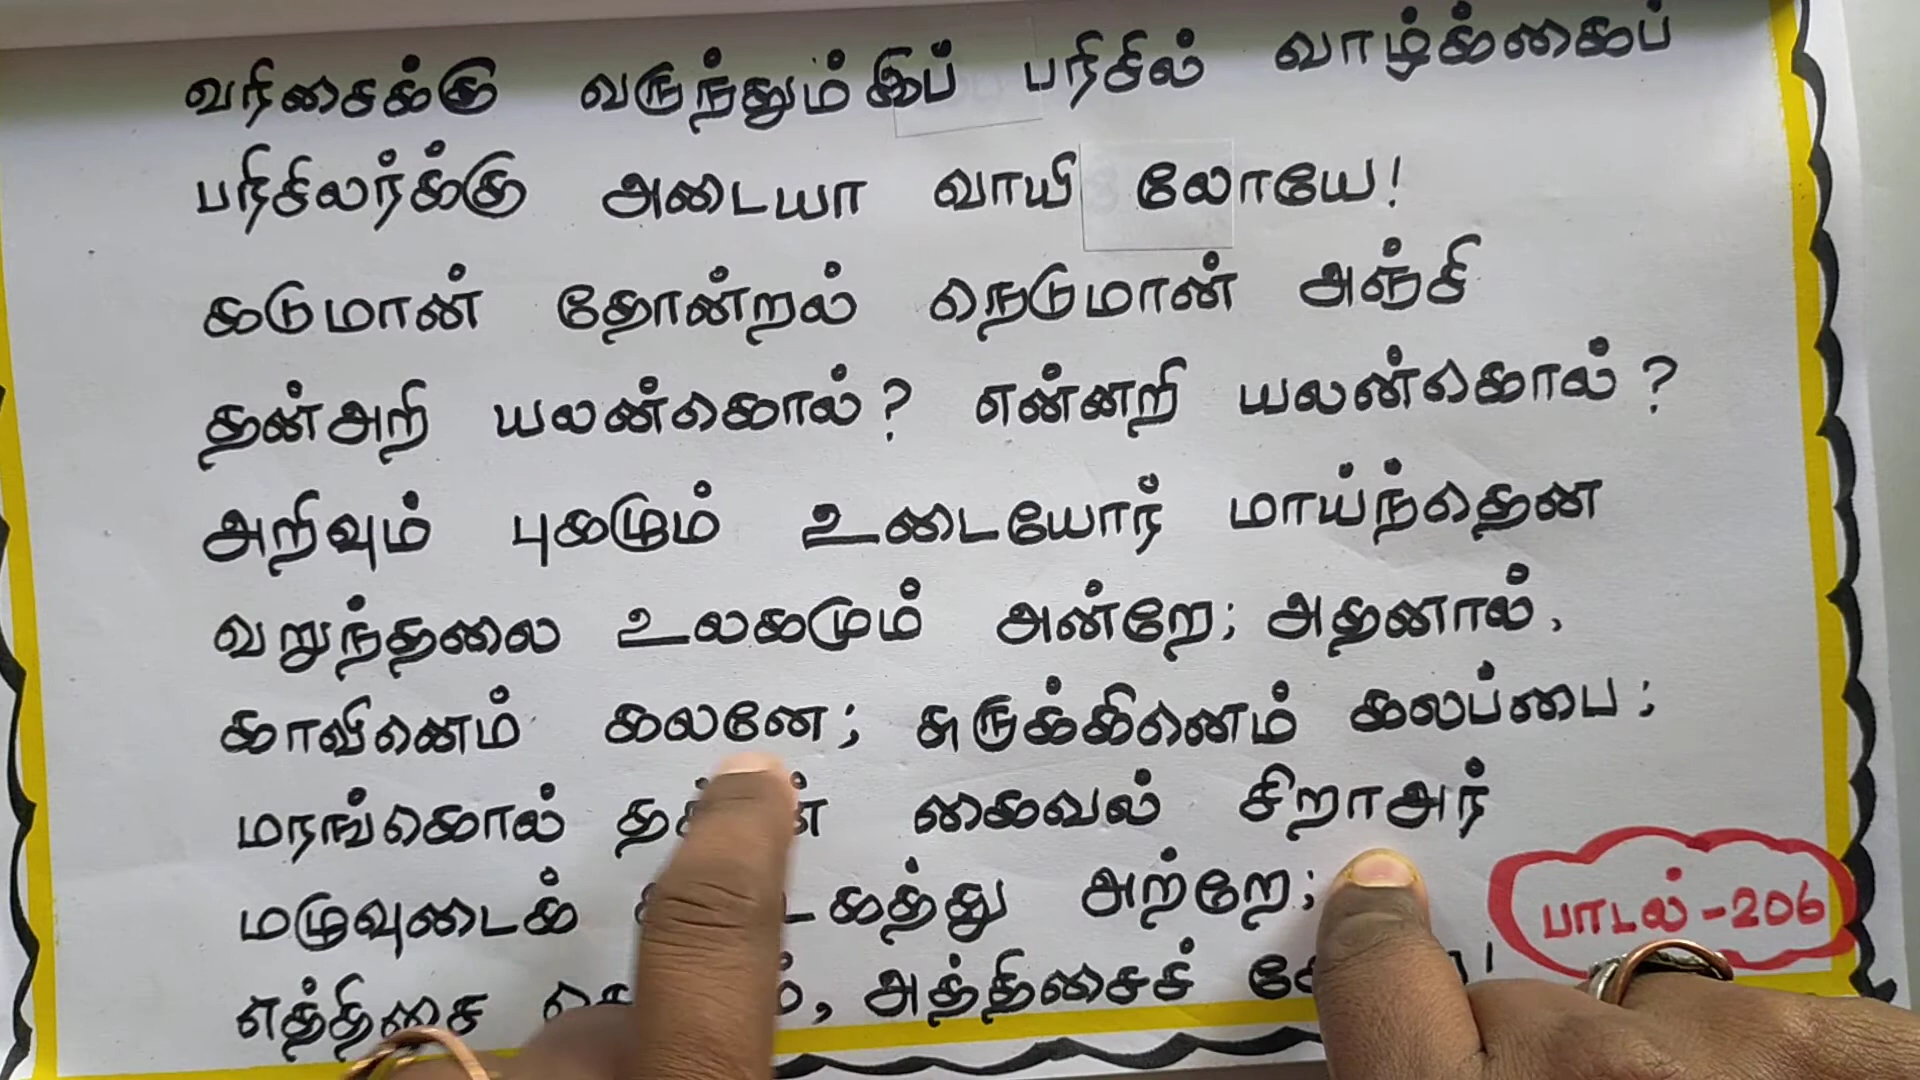 வரிசைக்கு வருந்தும் இப் பரிசில் வாழ்க்கைப்
பரிசிலர்க்கு அடையா வாயி லோயே!
கடுமான் தோன்றல் நெடுமான் அஞ்சி
தன்அறி யலன்கொல்? என்னறி யலன்கொல்?
அறிவும் புகழும் உடையோர் மாய்ந்தென
வறுந்தலை உலகமும் அன்றே; அதனால்,
காவினெம் கலனே; சுருக்கினெம் கலப்பை;
மரங்கொல் கைவல் சிறாஅர்
மழுவுடைக் அற்றே;
எத்திசை அத்திசைச்
பாடல் -206